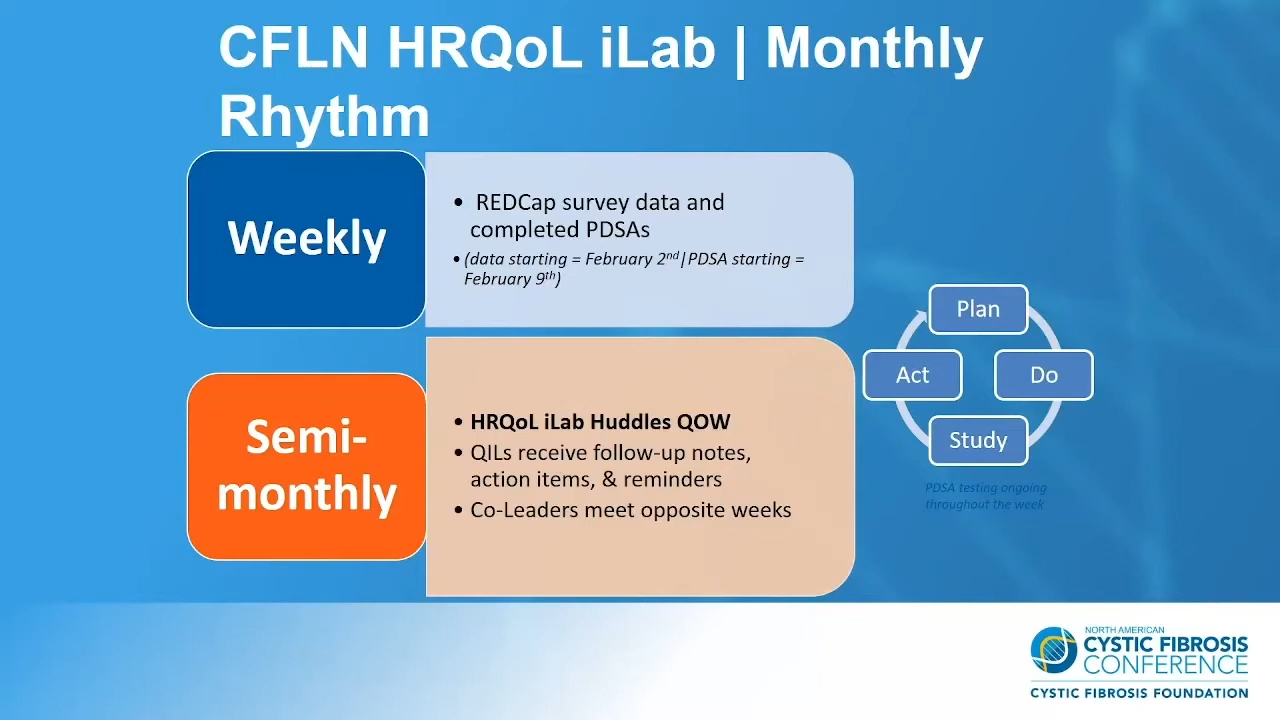 CFLN HRQoL iLab | Monthly
Rhythm
Weekly
• REDCap survey data and
completed PDSAs
• (data starting = February 2nd|PDSA starting =
February 9th)
Semi-
monthly
• HRQoL iLab Huddles QOW
• QILs receive follow-up notes,
action items, & reminders
• Co-Leaders meet opposite weeks
Plan
Act
Do
Study
PDSA testing ongoing
throughout the week
NORTH AMERICAN
CYSTIC FIBROSIS
CONFERENCE
CYSTIC FIBROSIS FOUNDATION